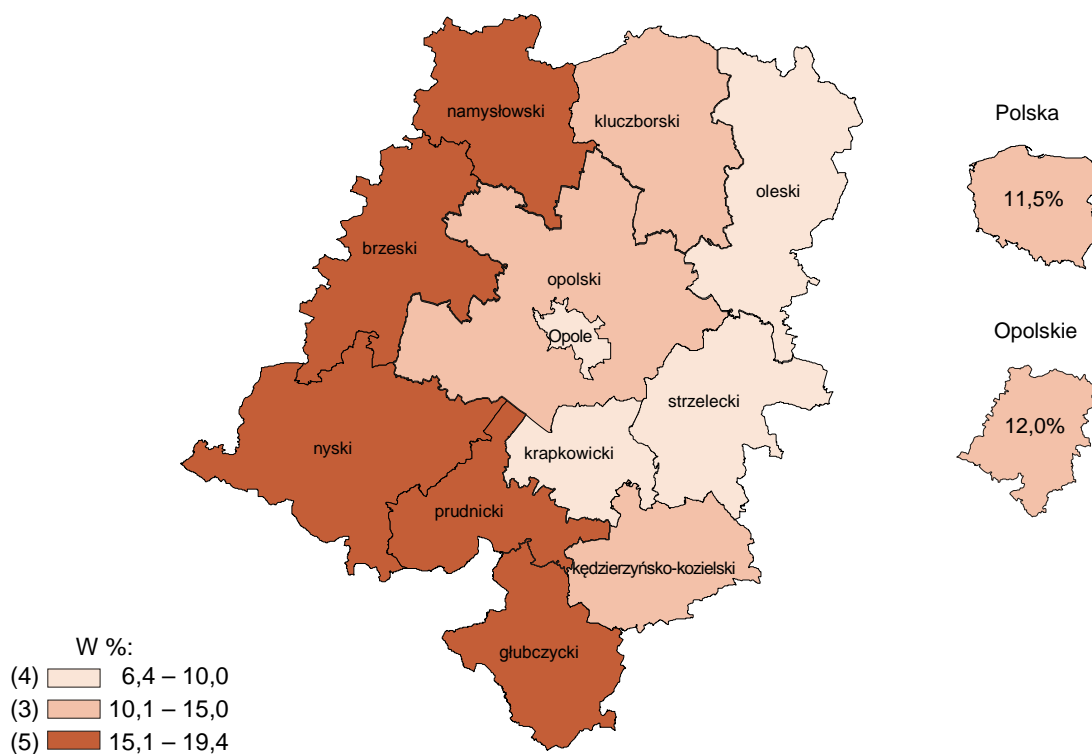 namysłowski
kluczborski
oleski
brzeski
opolski
Opole
strzelecki
krapkowicki
nyski
prudnicki
kędzierzyńsko-kozielski
głubczycki
Polska
11,5%
Opolskie
12,0%
W %:
(4) 6,4 – 10,0
(3) 10,1 – 15,0
(5) 15,1 – 19,4